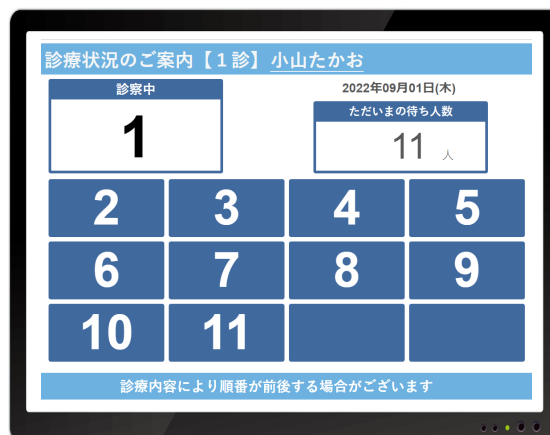 診療状況のご案内【1診】小山たかお
診察中
2022年09月01日(木)
ただいまの待ち人数
1
11 人
2 3 4 5
6 7 8 9
10 11
診療内容により順番が前後する場合がございます